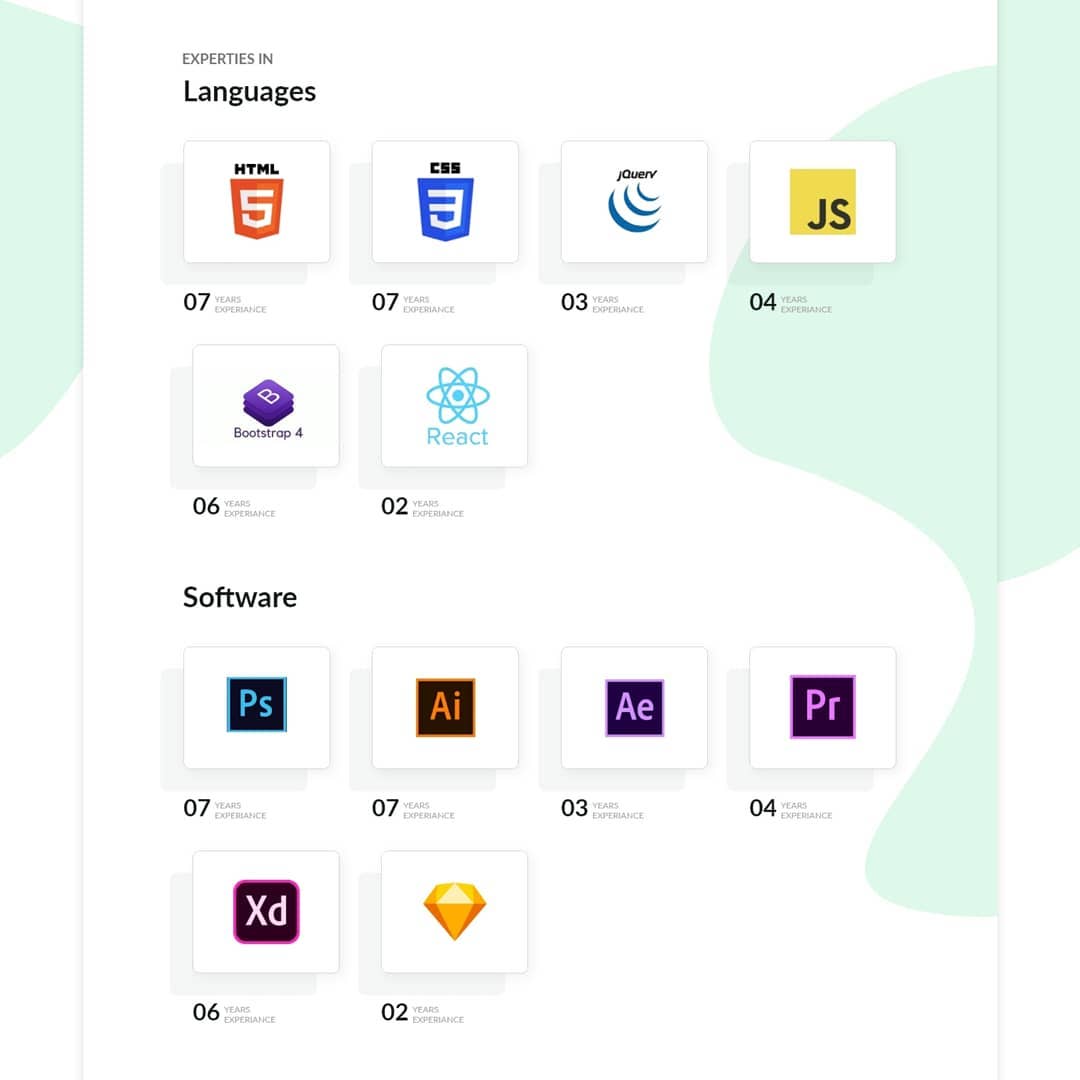 EXPERTIES IN
Languages
HTML
5
CSS
3
jQuery
JS
07 YEARS EXPERIANCE
07 YEARS EXPERIANCE
03 YEARS EXPERIANCE
04 YEARS EXPERIANCE
B
Bootstrap 4
React
06 YEARS EXPERIANCE
02 YEARS EXPERIANCE
Software
Ps
Ai
Ae
Pr
07 YEARS EXPERIANCE
07 YEARS EXPERIANCE
03 YEARS EXPERIANCE
04 YEARS EXPERIANCE
Xd
06 YEARS EXPERIANCE
02 YEARS EXPERIANCE